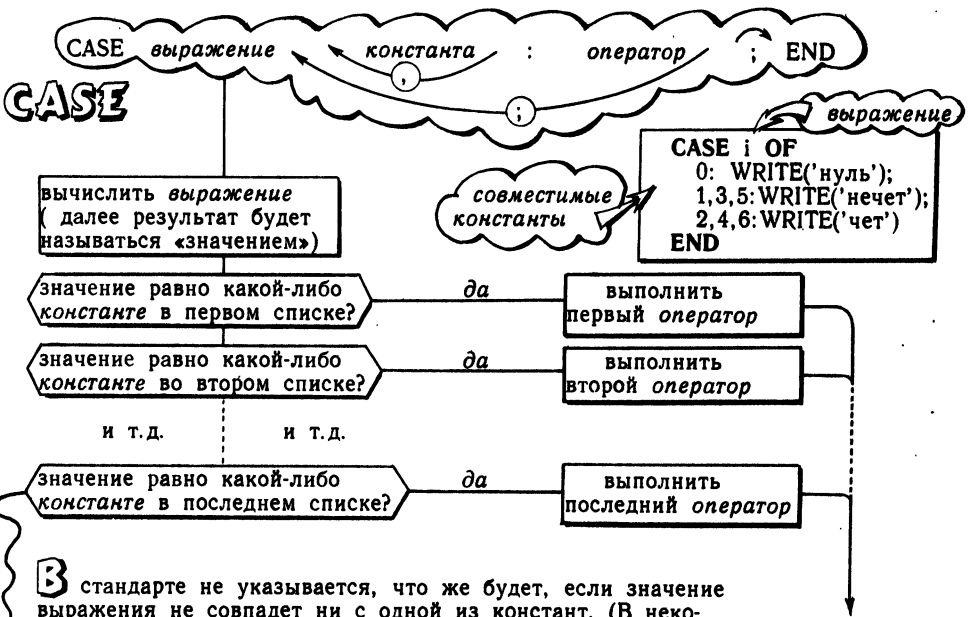 CASE выражение константа : оператор ; END
,
;
CASE
выражение
CASE i OF
0: WRITE('нуль');
1,3,5: WRITE('нечет');
2,4,6: WRITE('чет')
END
совместимые
константы
вычислить выражение
( далее результат будет
называться «значением»)
значение равно какой-либо
константе в первом списке?
да
выполнить
первый оператор
значение равно какой-либо
константе во втором списке?
да
выполнить
второй оператор
и т.д. и т.д.
значение равно какой-либо
константе в последнем списке?
да
выполнить
последний оператор
В стандарте не указывается, что же будет, если значение
выражения не совпадет ни с одной из констант. (В неко-